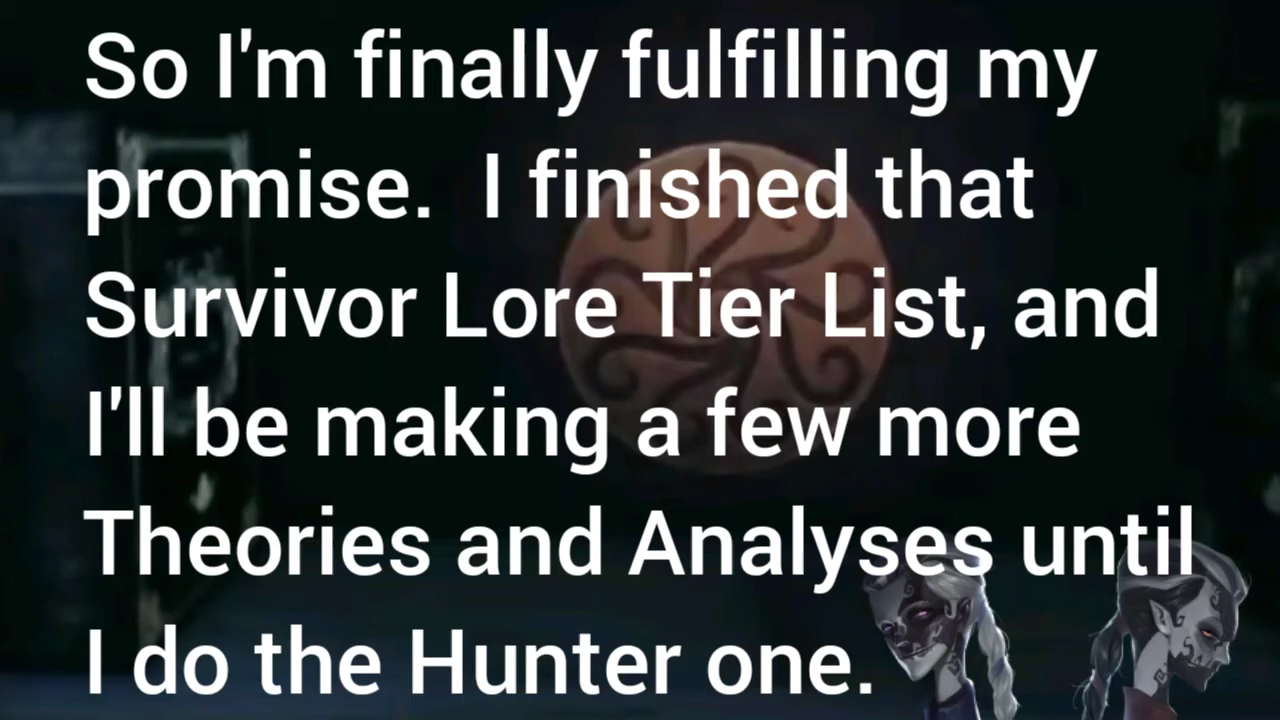 So I'm finally fulfilling my
promise.  I finished that
Survivor Lore Tier List, and
I'll be making a few more
Theories and Analyses until
I do the Hunter one.